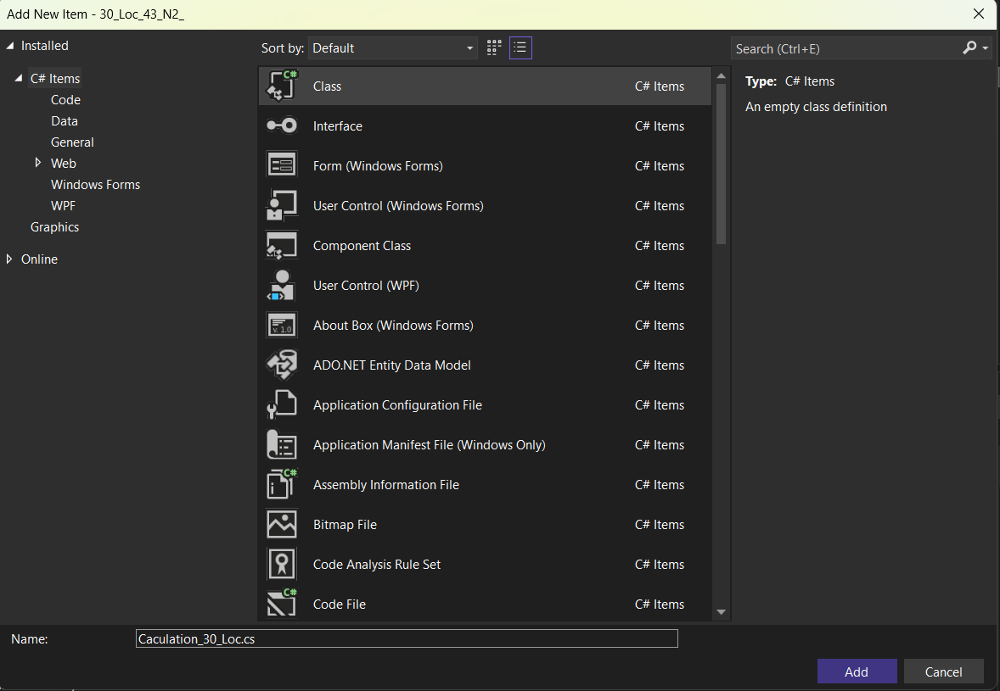 Add New Item - 30_Loc_43_N2_
Installed
Sort by: Default
Search (Ctrl+E)
C# Items
Code
Data
General
Web
Windows Forms
WPF
Graphics
Online
C#
Class C# Items
Interface C# Items
Form (Windows Forms) C# Items
User Control (Windows Forms) C# Items
Component Class C# Items
User Control (WPF) C# Items
v. 1.0
About Box (Windows Forms) C# Items
ADO.NET Entity Data Model C# Items
Application Configuration File C# Items
Application Manifest File (Windows Only) C# Items
C#
Assembly Information File C# Items
Bitmap File C# Items
Code Analysis Rule Set C# Items
C#
Code File C# Items
Type: C# Items
An empty class definition
Name: Caculation_30_Loc.cs
Add Cancel